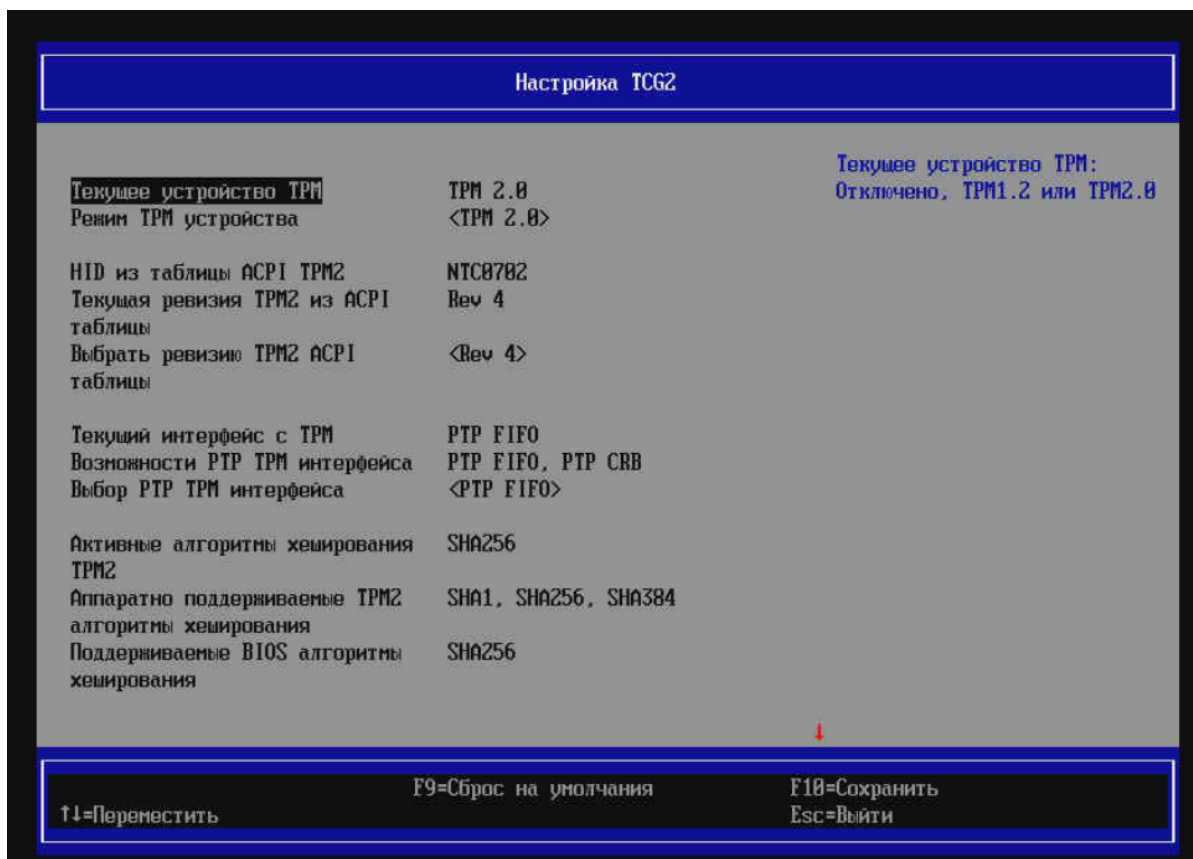 Настройка TCG2
Текущее устройство TPM:
Текущее устройство TPM TPM 2.0 Отключено, TPM1.2 или TPM2.0
Режим TPM устройства <TPM 2.0>
HID из таблицы ACPI TPM2 NTC0702
Текущая ревизия TPM2 из ACPI Rev 4
таблицы
Выбрать ревизию TPM2 ACPI <Rev 4>
таблицы
Текущий интерфейс с TPM PTP FIFO
Возможности PTP TPM интерфейса PTP FIFO, PTP CRB
Выбор PTP TPM интерфейса <PTP FIFO>
Активные алгоритмы хеширования SHA256
TPM2
Аппаратно поддерживаемые TPM2 SHA1, SHA256, SHA384
алгоритмы хеширования
Поддерживаемые BIOS алгоритмы SHA256
хеширования
↓
F9=Сброс на умолчания F10=Сохранить
↑↓=Переместить Esc=Выйти